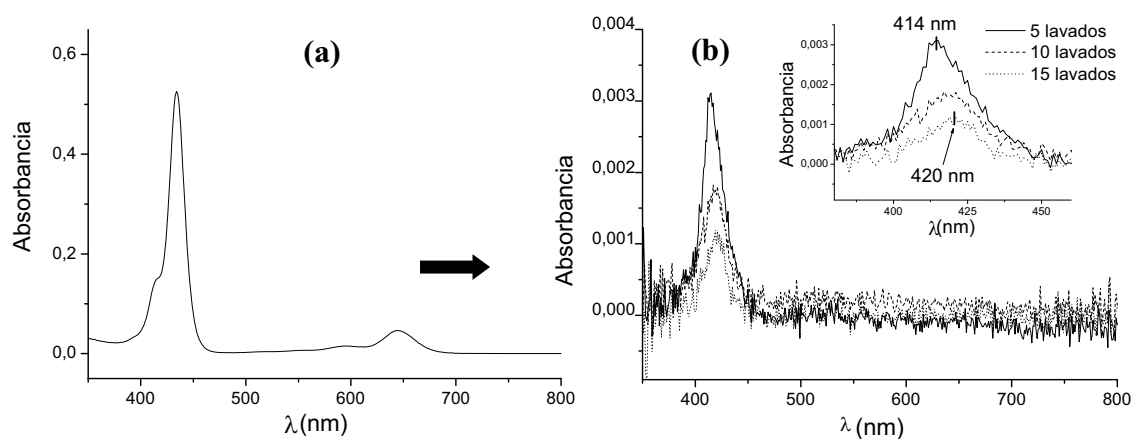 (a)
Absorbancia
0,6
0,4
0,2
0,0
400 500 600 700 800
λ(nm)
(b)
Absorbancia
0,004
0,003
0,002
0,001
0,000
400 500 600 700 800
λ (nm)
414 nm
Absorbancia
0,003
0,002
0,001
0,000
420 nm
400 425 450
λ(nm)
5 lavados
10 lavados
15 lavados